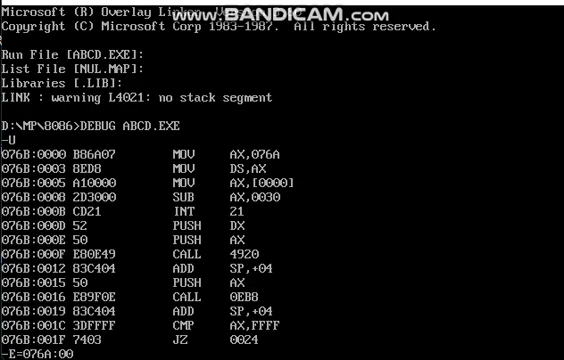 Microsoft (R) Overlay Linker
www.BANDICAM.com
Copyright (C) Microsoft Corp 1983-1987. All rights reserved.
Run File [ABCD.EXE]:
List File [NUL.MAP]:
Libraries [.LIB]:
LINK : warning L4021: no stack segment
D:\MP\8086>DEBUG ABCD.EXE
-U
076B:0000 B86A07 MOV AX,076A
076B:0003 8ED8 MOV DS,AX
076B:0005 A10000 MOV AX,[0000]
076B:0008 2D3000 SUB AX,0030
076B:000B CD21 INT 21
076B:000D 52 PUSH DX
076B:000E 50 PUSH AX
076B:000F E80E49 CALL 4920
076B:0012 83C404 ADD SP,+04
076B:0015 50 PUSH AX
076B:0016 E89F0E CALL 0EB8
076B:0019 83C404 ADD SP,+04
076B:001C 3DFFFF CMP AX,FFFF
076B:001F 7403 JZ 0024
-E=076A:00